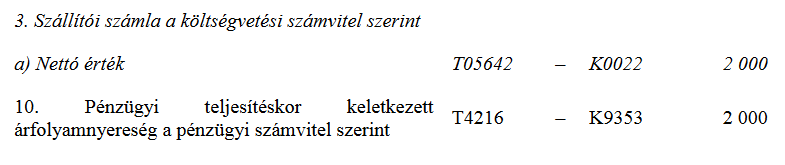 3. Szállítói számla a költségvetési számvitel szerint
a) Nettó érték T05642 – K0022 2 000
10. Pénzügyi teljesítéskor keletkezett
árfolyamnyereség a pénzügyi számvitel szerint T4216 – K9353 2 000